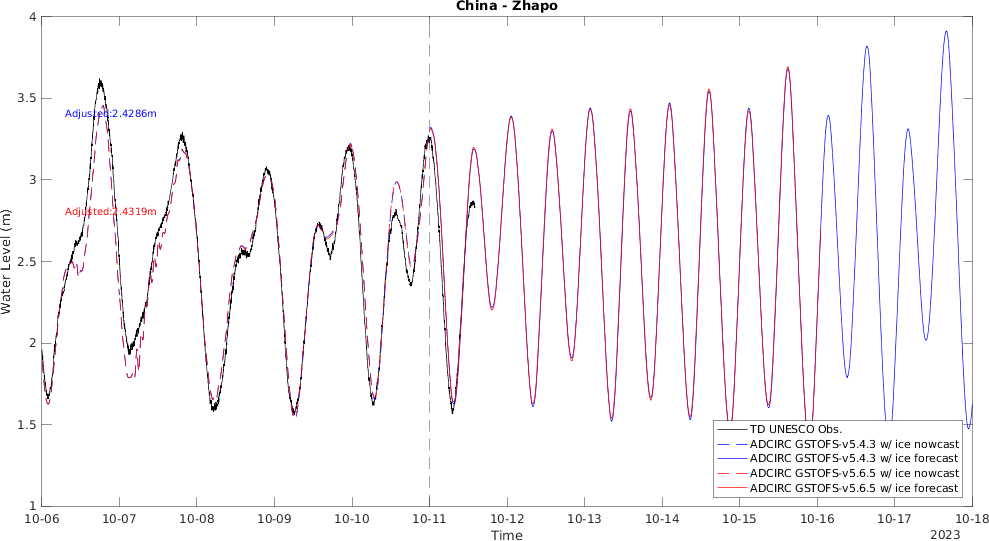 China - Zhapo
4
3.5
3
2.5
2
1.5
1
Water Level (m)
Adjusted:2.4286m
Adjusted:2.4319m
TD UNESCO Obs.
ADCIRC GSTOFS-v5.4.3 w/ ice nowcast
ADCIRC GSTOFS-v5.4.3 w/ ice forecast
ADCIRC GSTOFS-v5.6.5 w/ ice nowcast
ADCIRC GSTOFS-v5.6.5 w/ ice forecast
10-06 10-07 10-08 10-09 10-10 10-11 10-12 10-13 10-14 10-15 10-16 10-17 10-18
Time
2023